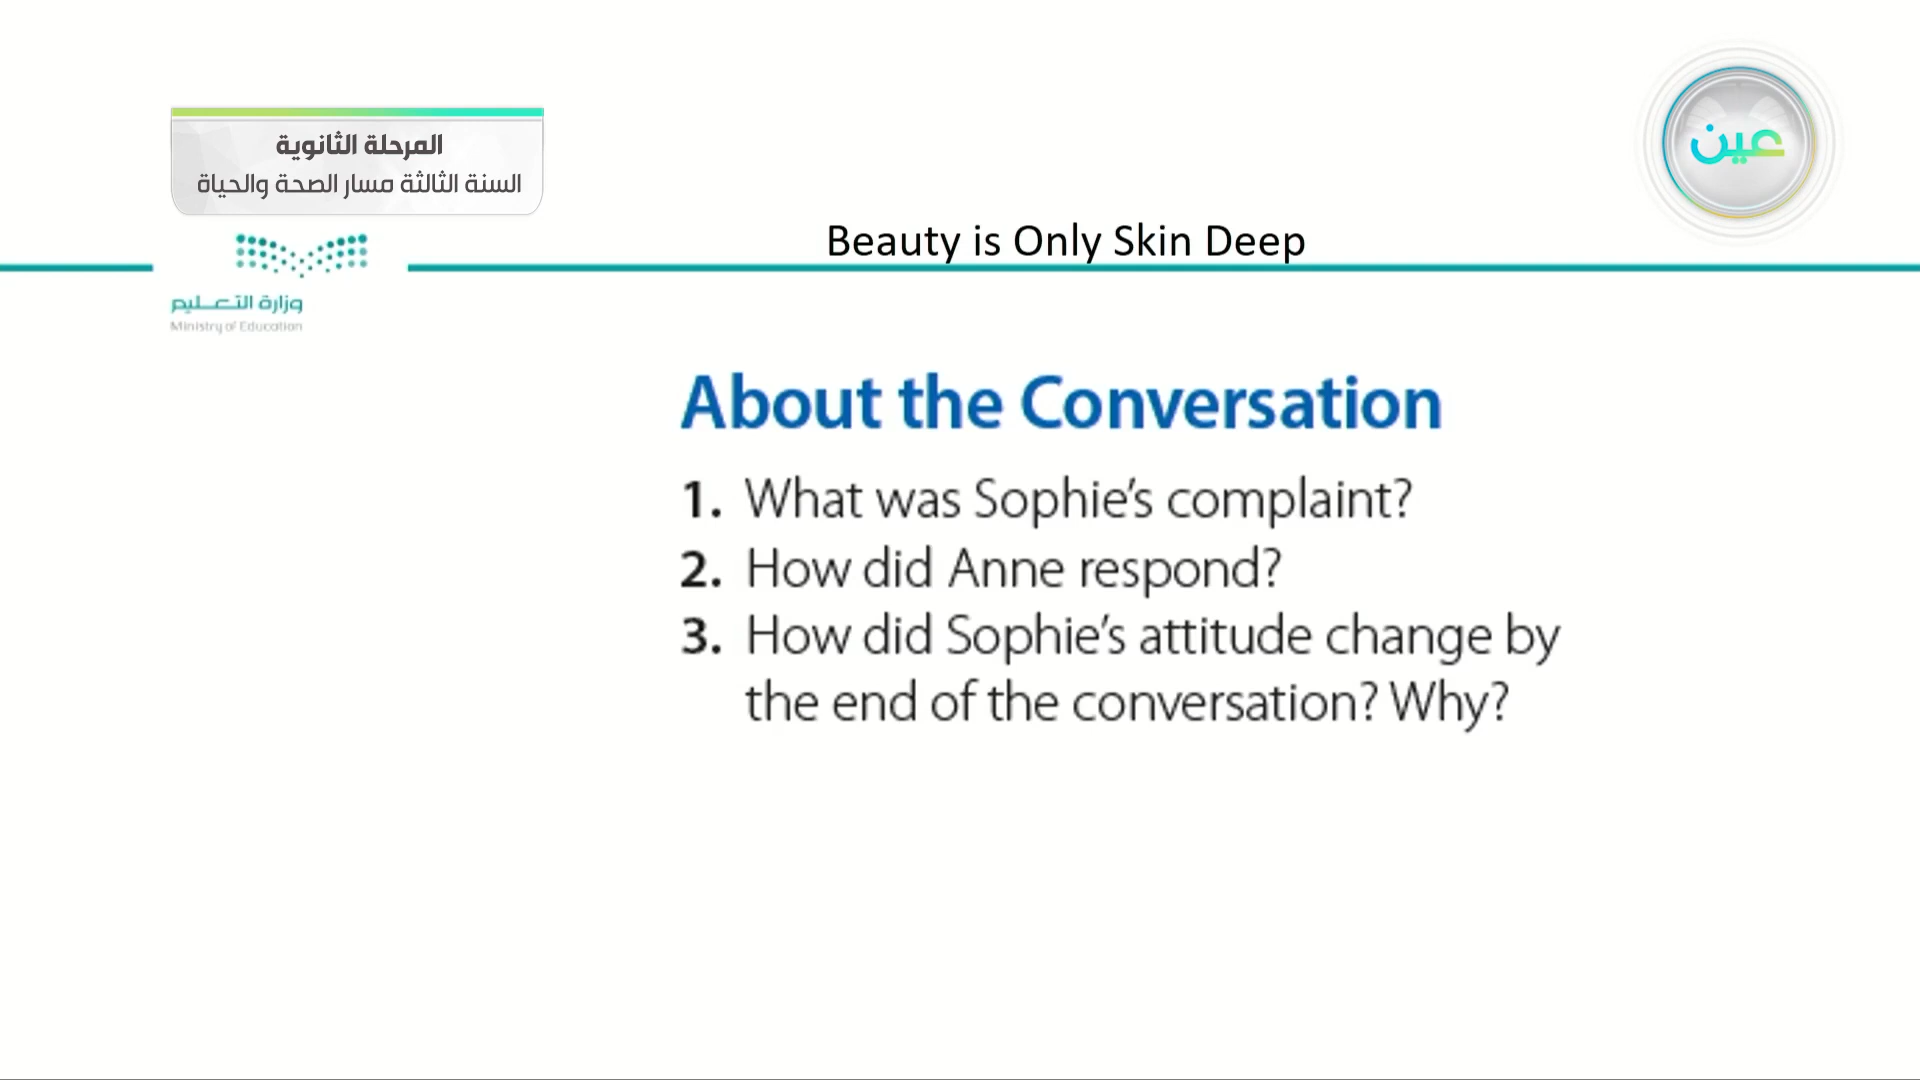 المرحلة الثانوية
السنة الثالثة مسار الصحة والحياة
عين
Beauty is Only Skin Deep
وزارة التعليم
Ministry of Education
About the Conversation
1. What was Sophie's complaint?
2. How did Anne respond?
3. How did Sophie's attitude change by
the end of the conversation? Why?